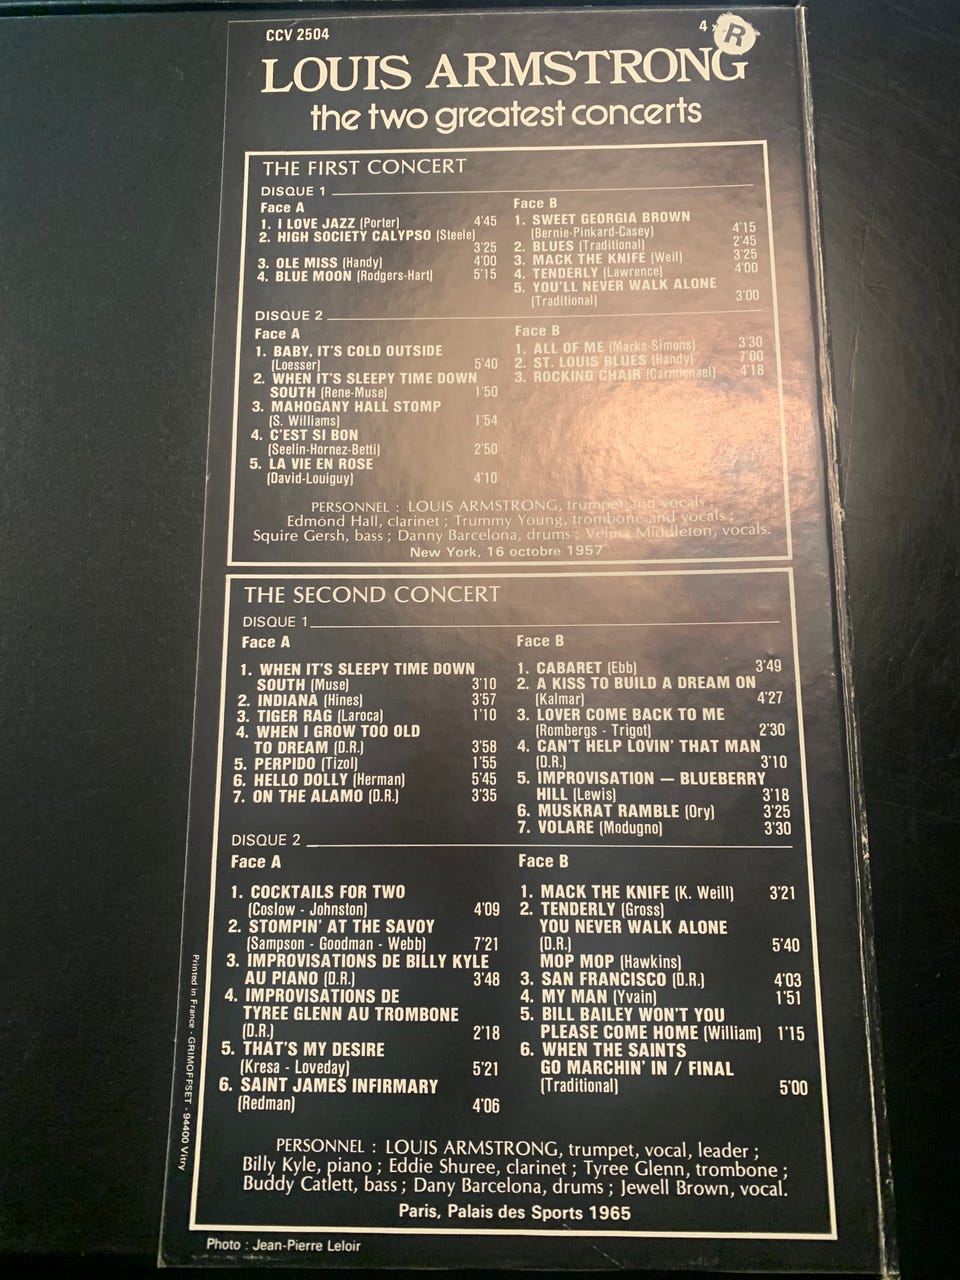 CCV 2504
4
R
LOUIS ARMSTRONG
the two greatest concerts
THE FIRST CONCERT
DISQUE 1
Face A
1. I LOVE JAZZ (Porter) 4'45
2. HIGH SOCIETY CALYPSO (Steele)
3'25
3. OLE MISS (Handy) 4'00
4. BLUE MOON (Rodgers-Hart) 5'15
Face B
1. SWEET GEORGIA BROWN
(Bernie-Pinkard-Casey) 4'15
2. BLUES (Traditional) 2'45
3. MACK THE KNIFE (Weil) 3'25
4. TENDERLY (Lawrence) 4'00
5. YOU'LL NEVER WALK ALONE
(Traditional) 3'00
DISQUE 2
Face A
1. BABY, IT'S COLD OUTSIDE
(Loesser) 5'40
2. WHEN IT'S SLEEPY TIME DOWN
SOUTH (Rene-Muse) 1'50
3. MAHOGANY HALL STOMP
(S. Williams) 1'54
4. C'EST SI BON
(Seelin-Hornez-Betti) 2'50
5. LA VIE EN ROSE
(David-Louiguy) 4'10
Face B
1. ALL OF ME (Marks-Simons) 3'30
2. ST. LOUIS BLUES (Handy) 7'00
3. ROCKING CHAIR (Carmichael) 4'18
PERSONNEL : LOUIS ARMSTRONG, trumpet and vocals ;
Edmond Hall, clarinet ; Trummy Young, trombone and vocals ;
Squire Gersh, bass ; Danny Barcelona, drums ; Velma Middleton, vocals.
New York, 16 octobre 1957
THE SECOND CONCERT
DISQUE 1
Face A
1. WHEN IT'S SLEEPY TIME DOWN
SOUTH (Muse) 3'10
2. INDIANA (Hines) 3'57
3. TIGER RAG (Laroca) 1'10
4. WHEN I GROW TOO OLD
TO DREAM (D.R.) 3'58
5. PERPIDO (Tizol) 1'55
6. HELLO DOLLY (Herman) 5'45
7. ON THE ALAMO (D.R.) 3'35
Face B
1. CABARET (Ebb) 3'49
2. A KISS TO BUILD A DREAM ON
(Kalmar) 4'27
3. LOVER COME BACK TO ME
(Rombergs - Trigot) 2'30
4. CAN'T HELP LOVIN' THAT MAN
(D.R.) 3'10
5. IMPROVISATION — BLUEBERRY
HILL (Lewis) 3'18
6. MUSKRAT RAMBLE (Ory) 3'25
7. VOLARE (Modugno) 3'30
DISQUE 2
Face A
1. COCKTAILS FOR TWO
(Coslow - Johnston) 4'09
2. STOMPIN' AT THE SAVOY
(Sampson - Goodman - Webb) 7'21
3. IMPROVISATIONS DE BILLY KYLE
AU PIANO (D.R.) 3'48
4. IMPROVISATIONS DE
TYREE GLENN AU TROMBONE
(D.R.) 2'18
5. THAT'S MY DESIRE
(Kresa - Loveday) 5'21
6. SAINT JAMES INFIRMARY
(Redman) 4'06
Face B
1. MACK THE KNIFE (K. Weill) 3'21
2. TENDERLY (Gross)
YOU NEVER WALK ALONE
(D.R.) 5'40
MOP MOP (Hawkins)
3. SAN FRANCISCO (D.R.) 4'03
4. MY MAN (Yvain) 1'51
5. BILL BAILEY WON'T YOU
PLEASE COME HOME (William) 1'15
6. WHEN THE SAINTS
GO MARCHIN' IN / FINAL
(Traditional) 5'00
PERSONNEL : LOUIS ARMSTRONG, trumpet, vocal, leader ;
Billy Kyle, piano ; Eddie Shuree, clarinet ; Tyree Glenn, trombone ;
Buddy Catlett, bass ; Dany Barcelona, drums ; Jewell Brown, vocal.
Paris, Palais des Sports 1965
Printed in France - GRIMOFFSET - 94400 Vitry
Photo : Jean-Pierre Leloir